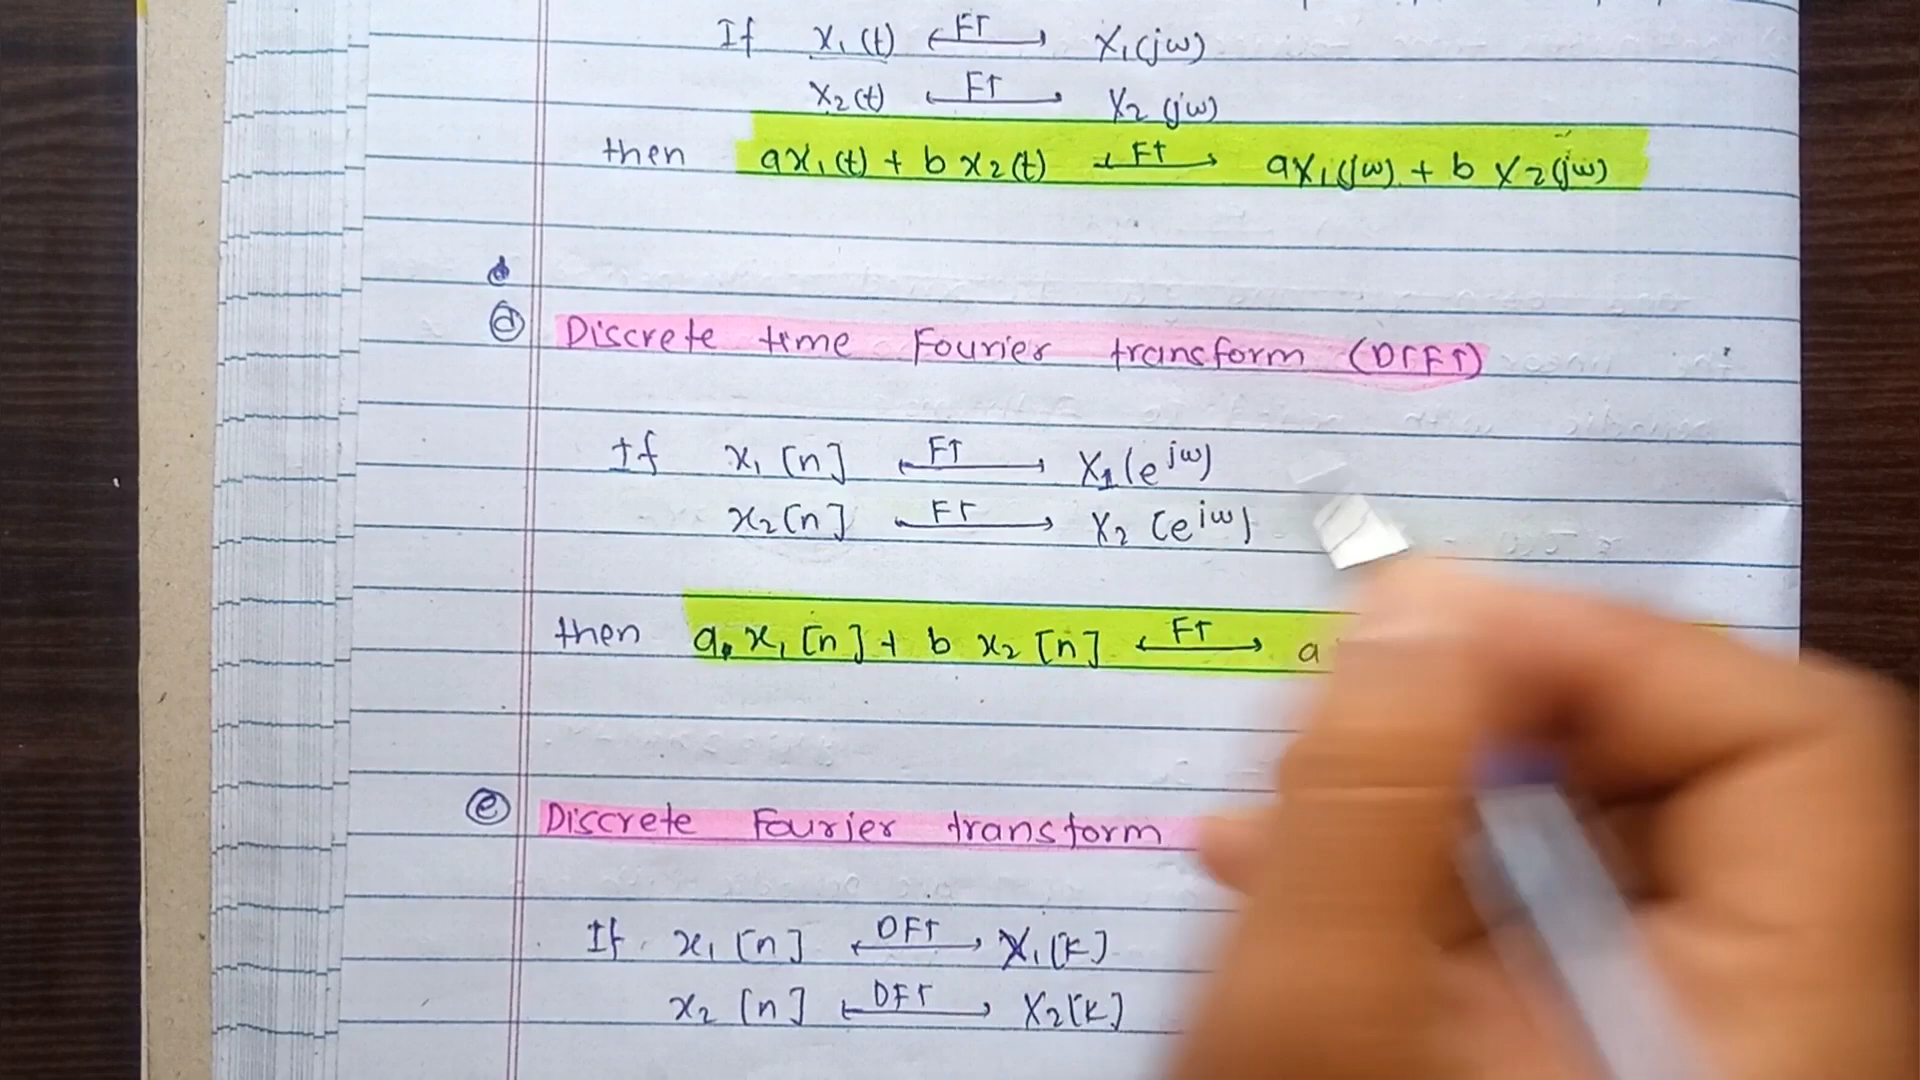 If x₁(t) ⟷FT X₁(jω)
x₂(t) ⟷FT X₂(jω)
then ax₁(t) + b x₂(t) ⟷FT aX₁(jω) + b X₂(jω)
d
ⓓ Discrete time Fourier transform (DTFT)
If x₁[n] ⟷FT X₁(e^jω)
x₂[n] ⟷FT X₂(e^jω)
then a x₁[n] + b x₂[n] ⟷FT a
ⓔ Discrete Fourier transform
If x₁[n] ⟷DFT X₁[k]
x₂[n] ⟷DFT X₂[k]